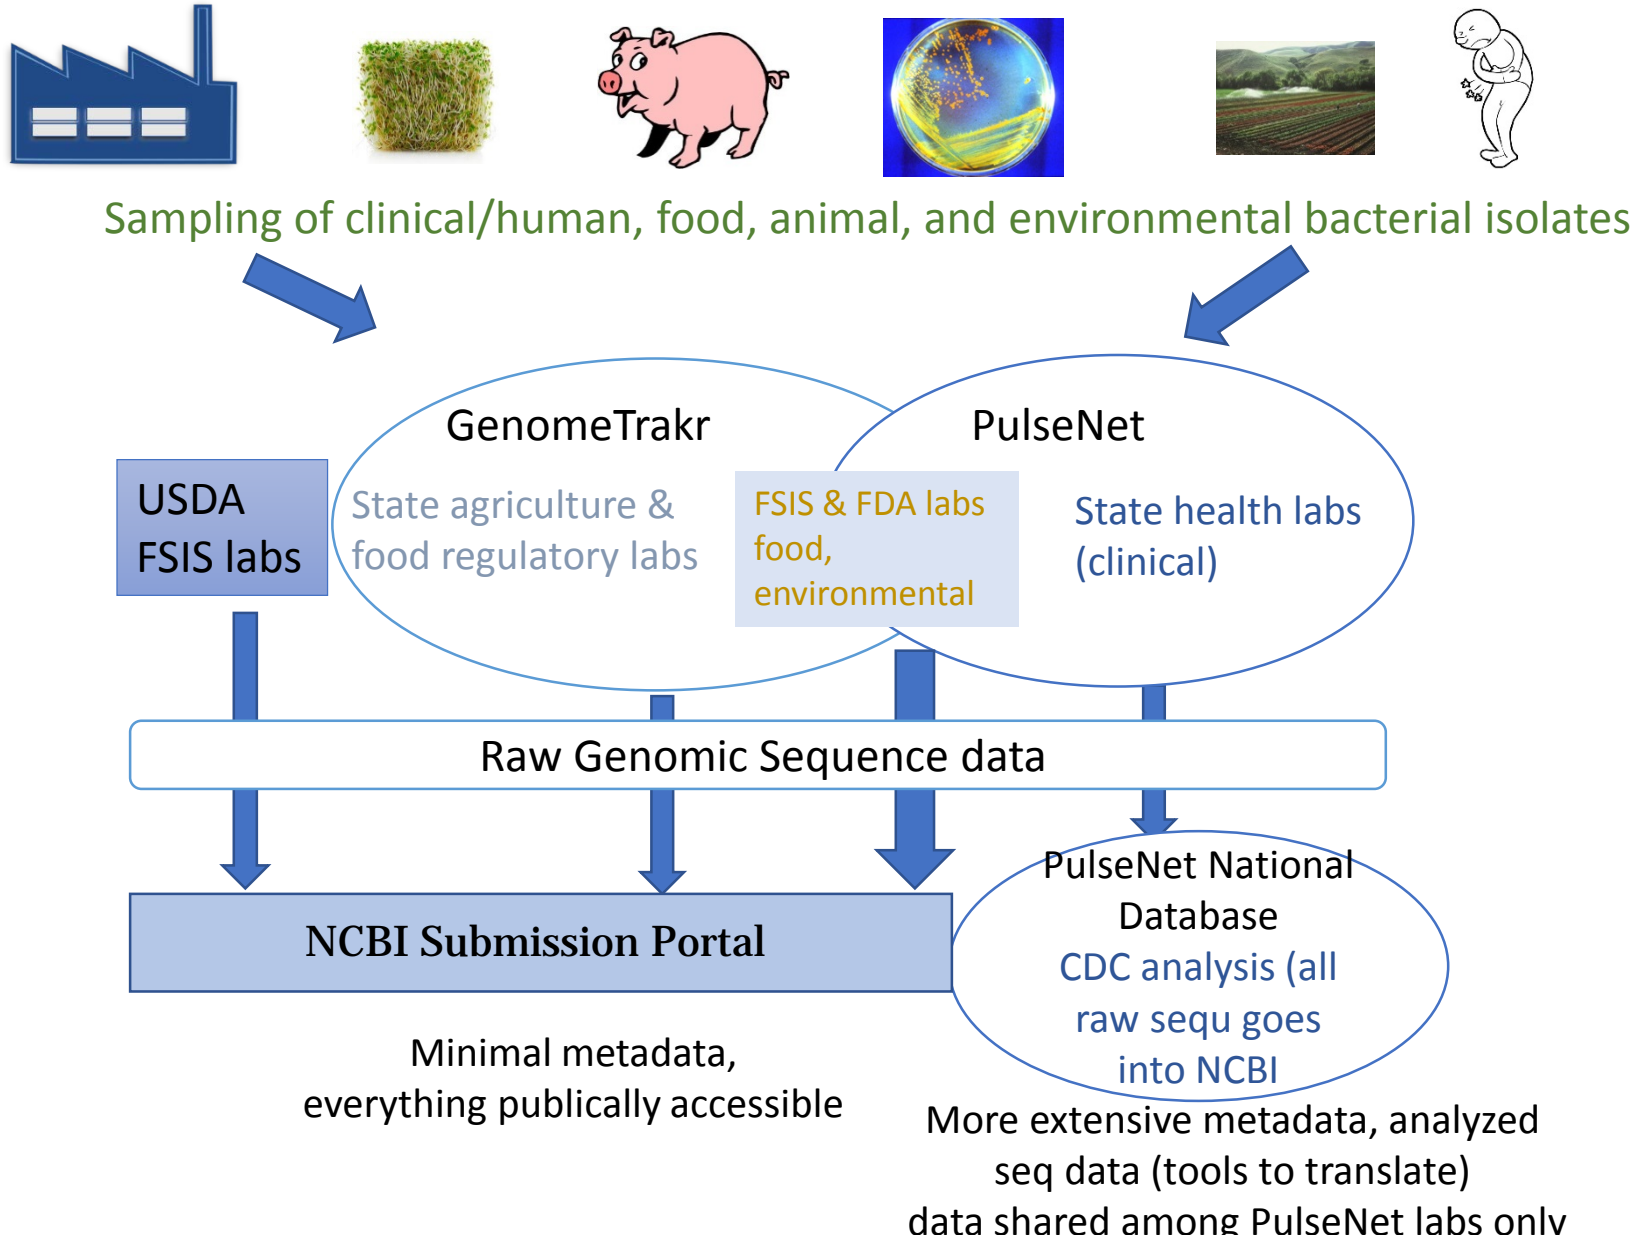 Sampling of clinical/human, food, animal, and environmental bacterial isolates
GenomeTrakr
PulseNet
USDA
FSIS labs
State agriculture &
food regulatory labs
FSIS & FDA labs
food,
environmental
State health labs
(clinical)
Raw Genomic Sequence data
NCBI Submission Portal
PulseNet National
Database
CDC analysis (all
raw sequ goes
into NCBI
Minimal metadata,
everything publically accessible
More extensive metadata, analyzed
seq data (tools to translate)
data shared among PulseNet labs only